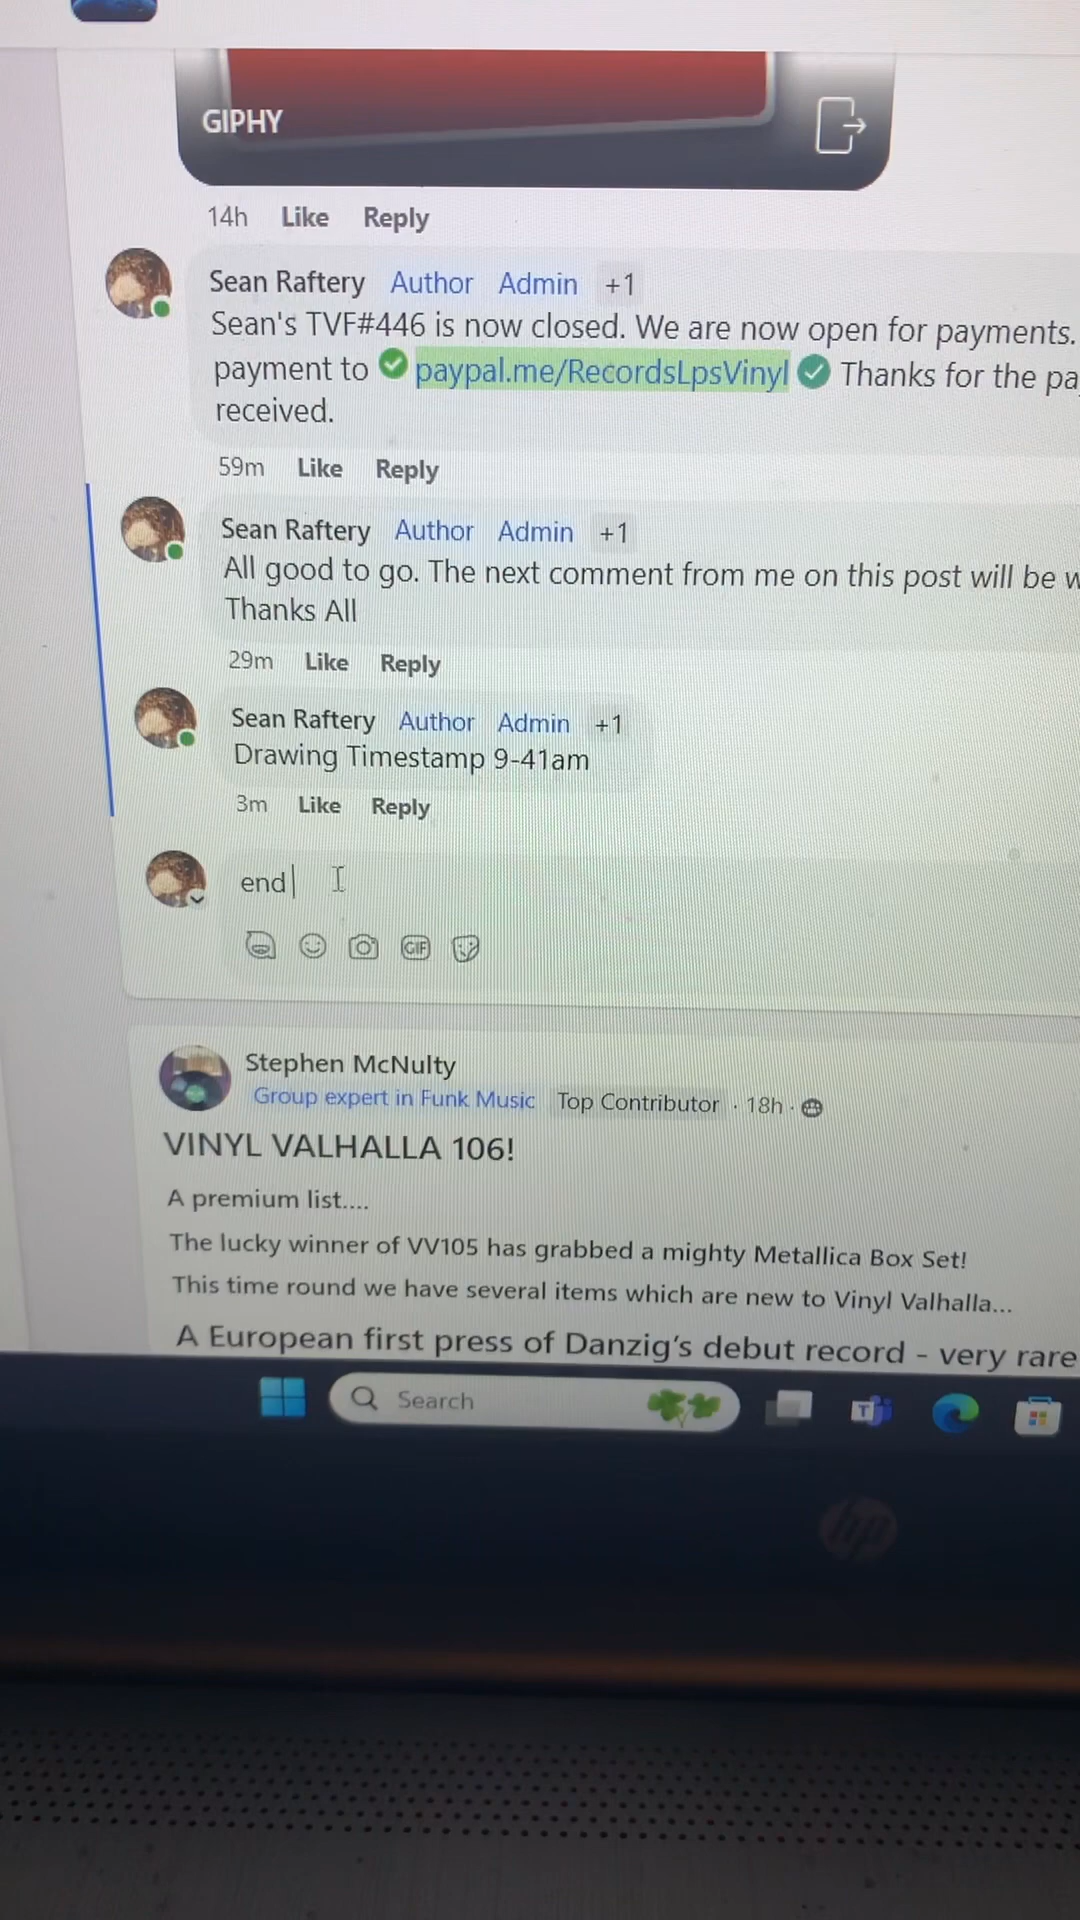 GIPHY
14h Like Reply
Sean Raftery Author Admin +1
Sean's TVF#446 is now closed. We are now open for payments.
payment to paypal.me/RecordsLpsVinyl Thanks for the pa
received.
59m Like Reply
Sean Raftery Author Admin +1
All good to go. The next comment from me on this post will be w
Thanks All
29m Like Reply
Sean Raftery Author Admin +1
Drawing Timestamp 9-41am
3m Like Reply
end
GIF
Stephen McNulty
Group expert in Funk Music Top Contributor · 18h ·
VINYL VALHALLA 106!
A premium list....
The lucky winner of VV105 has grabbed a mighty Metallica Box Set!
This time round we have several items which are new to Vinyl Valhalla...
A European first press of Danzig's debut record - very rare
Search
T
hp